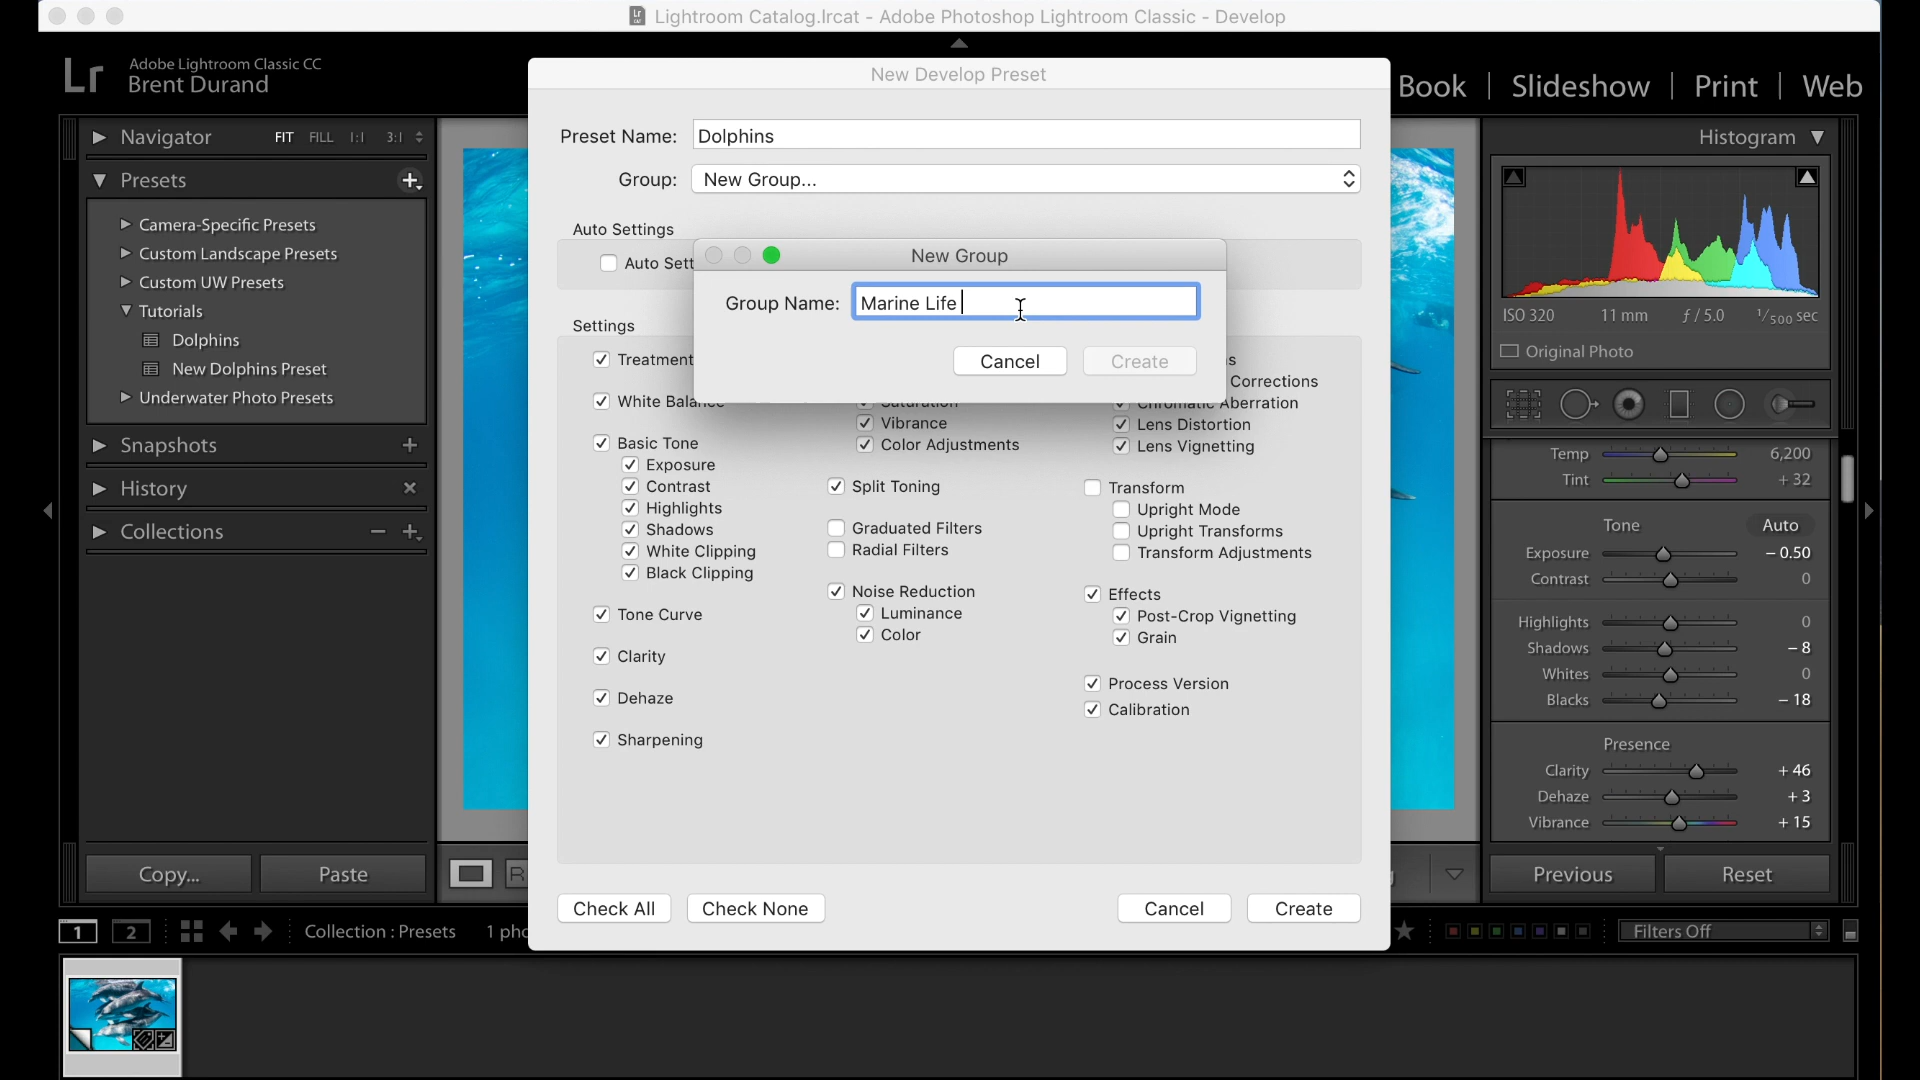 Lightroom Catalog.lrcat - Adobe Photoshop Lightroom Classic - Develop
Lr
Adobe Lightroom Classic CC
Brent Durand
Book | Slideshow | Print | Web
New Develop Preset
Preset Name: Dolphins
Group: New Group...
Auto Settings
Auto Sett
New Group
Group Name: Marine Life
Cancel
Create
Settings
Treatment
White Balance
Basic Tone
Exposure
Contrast
Highlights
Shadows
White Clipping
Black Clipping
Tone Curve
Clarity
Dehaze
Sharpening
Saturation
Vibrance
Color Adjustments
Split Toning
Graduated Filters
Radial Filters
Noise Reduction
Luminance
Color
s
Corrections
Chromatic Aberration
Lens Distortion
Lens Vignetting
Transform
Upright Mode
Upright Transforms
Transform Adjustments
Effects
Post-Crop Vignetting
Grain
Process Version
Calibration
Check All
Check None
Cancel
Create
Navigator FIT FILL 1:1 3:1
Presets
Camera-Specific Presets
Custom Landscape Presets
Custom UW Presets
Tutorials
Dolphins
New Dolphins Preset
Underwater Photo Presets
Snapshots
History
Collections
Copy...
Paste
R
Histogram
ISO 320 11 mm ƒ / 5.0 1/500 sec
Original Photo
Temp 6,200
Tint + 32
Tone Auto
Exposure – 0.50
Contrast 0
Highlights 0
Shadows – 8
Whites 0
Blacks – 18
Presence
Clarity + 46
Dehaze + 3
Vibrance + 15
Previous
Reset
1 2 Collection : Presets 1 pho
Filters Off